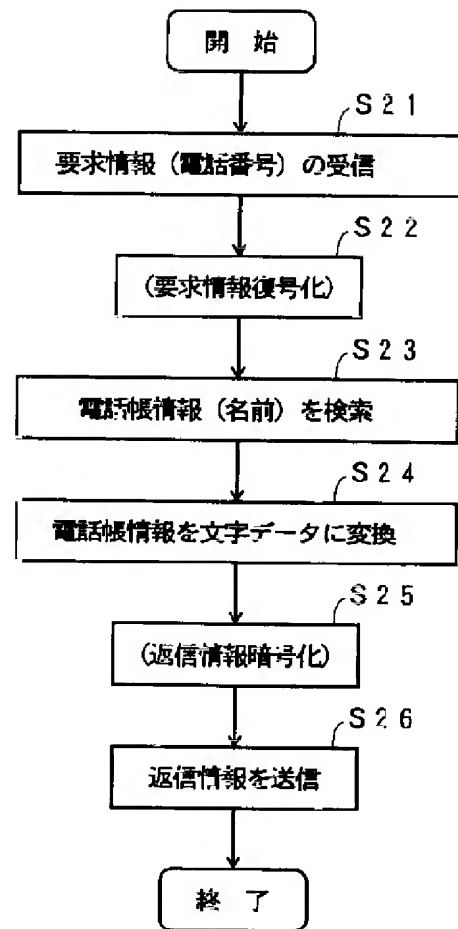 開 始
S21
要求情報(電話番号)の受信
S22
(要求情報復号化)
S23
電話帳情報(名前)を検索
S24
電話帳情報を文字データに変換
S25
(返信情報暗号化)
S26
返信情報を送信
終 了